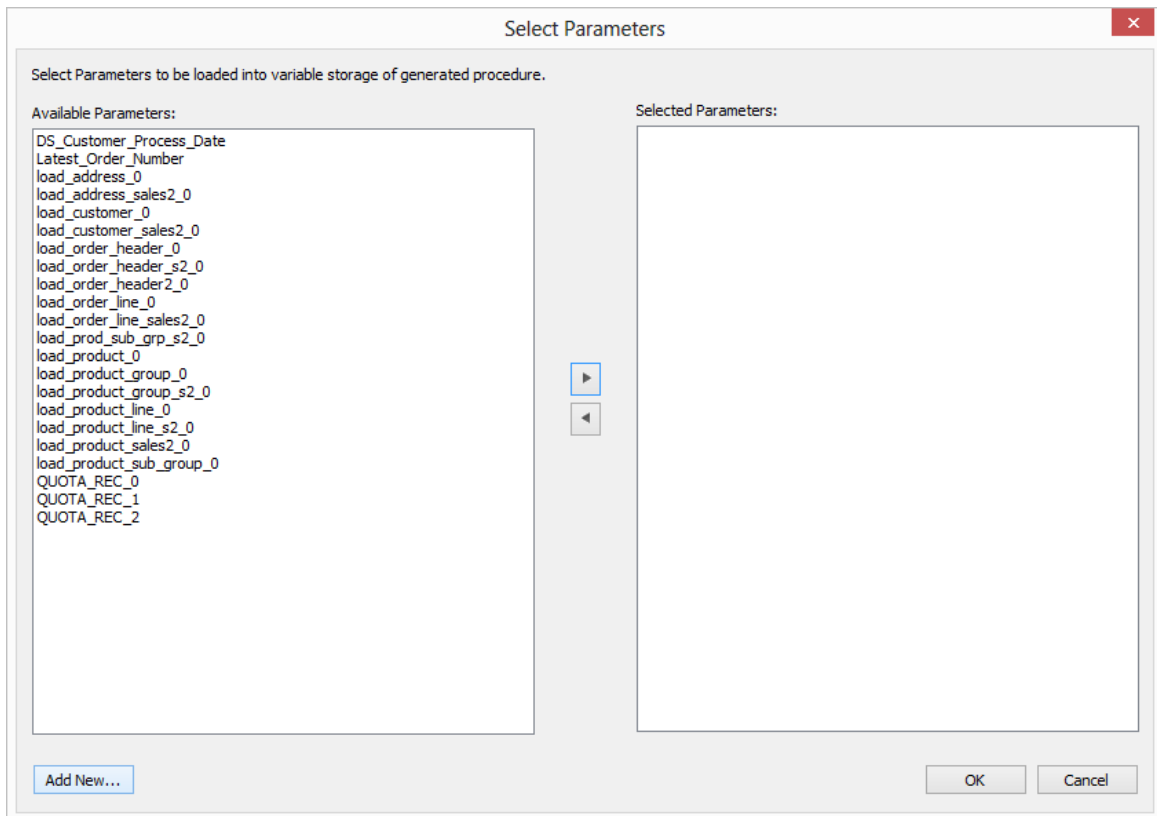 Select Parameters
Select Parameters to be loaded into variable storage of generated procedure.
Available Parameters:
Selected Parameters:
DS_Customer_Process_Date
Latest_Order_Number
load_address_0
load_address_sales2_0
load_customer_0
load_customer_sales2_0
load_order_header_0
load_order_header_s2_0
load_order_header2_0
load_order_line_0
load_order_line_sales2_0
load_prod_sub_grp_s2_0
load_product_0
load_product_group_0
load_product_group_s2_0
load_product_line_0
load_product_line_s2_0
load_product_sales2_0
load_product_sub_group_0
QUOTA_REC_0
QUOTA_REC_1
QUOTA_REC_2
Add New...
OK
Cancel